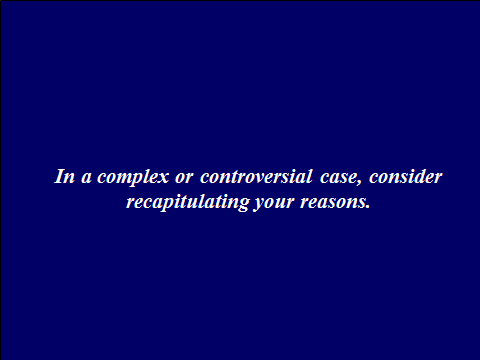 In a complex or controversial case, consider
recapitulating your reasons.